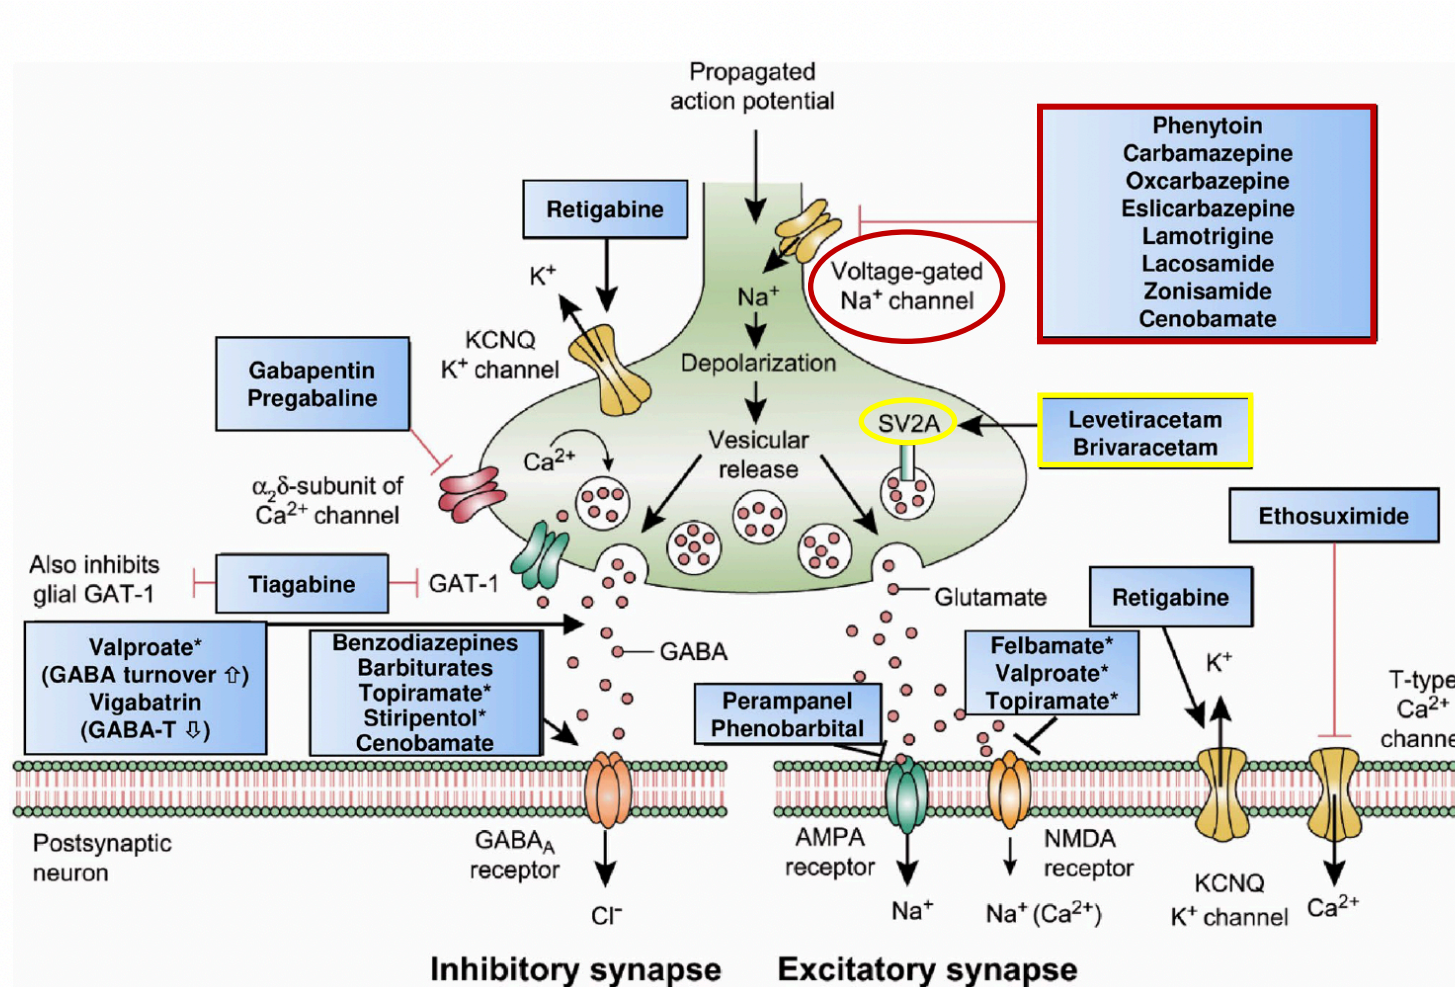 Propagated
action potential
Phenytoin
Carbamazepine
Oxcarbazepine
Eslicarbazepine
Lamotrigine
Lacosamide
Zonisamide
Cenobamate
Retigabine
Voltage-gated
Na⁺ channel
K⁺
Na⁺
KCNQ
K⁺ channel
Depolarization
Gabapentin
Pregabaline
SV2A
Levetiracetam
Brivaracetam
Vesicular
release
Ca²⁺
α₂δ-subunit of
Ca²⁺ channel
Ethosuximide
Also inhibits
glial GAT-1
Tiagabine
GAT-1
Glutamate
Retigabine
Valproate*
(GABA turnover ⇧)
Vigabatrin
(GABA-T ⇩)
Benzodiazepines
Barbiturates
Topiramate*
Stiripentol*
Cenobamate
GABA
Felbamate*
Valproate*
Topiramate*
K⁺
T-type
Ca²⁺
channe
Perampanel
Phenobarbital
Postsynaptic
neuron
GABA_A
receptor
AMPA
receptor
NMDA
receptor
KCNQ
K⁺ channel
Cl⁻
Na⁺
Na⁺ (Ca²⁺)
Ca²⁺
Inhibitory synapse
Excitatory synapse